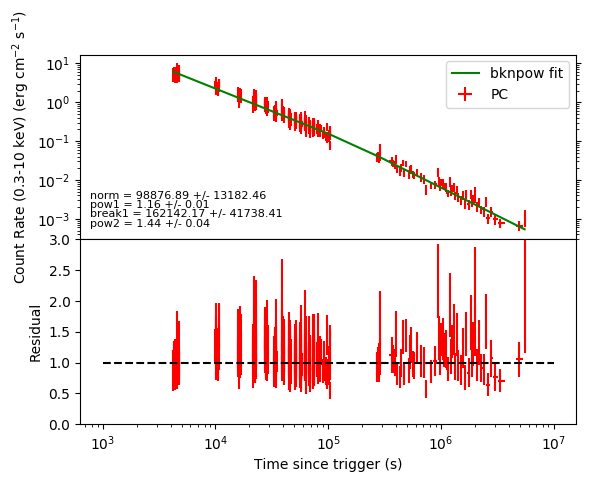 Count Rate (0.3-10 keV) (erg cm⁻² s⁻¹)
10¹
10⁰
10⁻¹
10⁻²
10⁻³
bknpow fit
PC
norm = 98876.89 +/- 13182.46
pow1 = 1.16 +/- 0.01
break1 = 162142.17 +/- 41738.41
pow2 = 1.44 +/- 0.04
Residual
3.0
2.5
2.0
1.5
1.0
0.5
0.0
10³ 10⁴ 10⁵ 10⁶ 10⁷
Time since trigger (s)